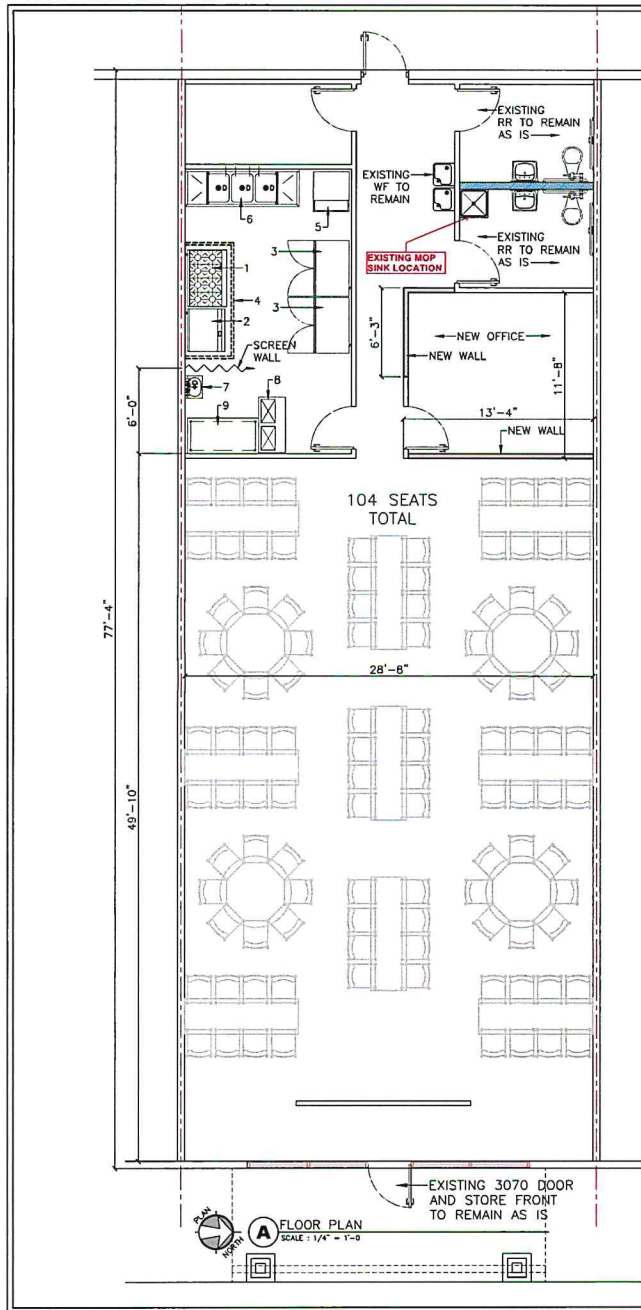 EXISTING
RR TO REMAIN
AS IS
EXISTING
WF TO
REMAIN
6
5
EXISTING MOP
SINK LOCATION
EXISTING
RR TO REMAIN
AS IS
1
3
4
3
2
SCREEN
WALL
6'-3"
NEW OFFICE
NEW WALL
11'-8"
7
8
9
6'-0"
13'-4"
NEW WALL
104 SEATS
TOTAL
77'-4"
28'-8"
49'-10"
EXISTING 3070 DOOR
AND STORE FRONT
TO REMAIN AS IS
PLAN
NORTH
A
FLOOR PLAN
SCALE : 1/4" = 1'-0